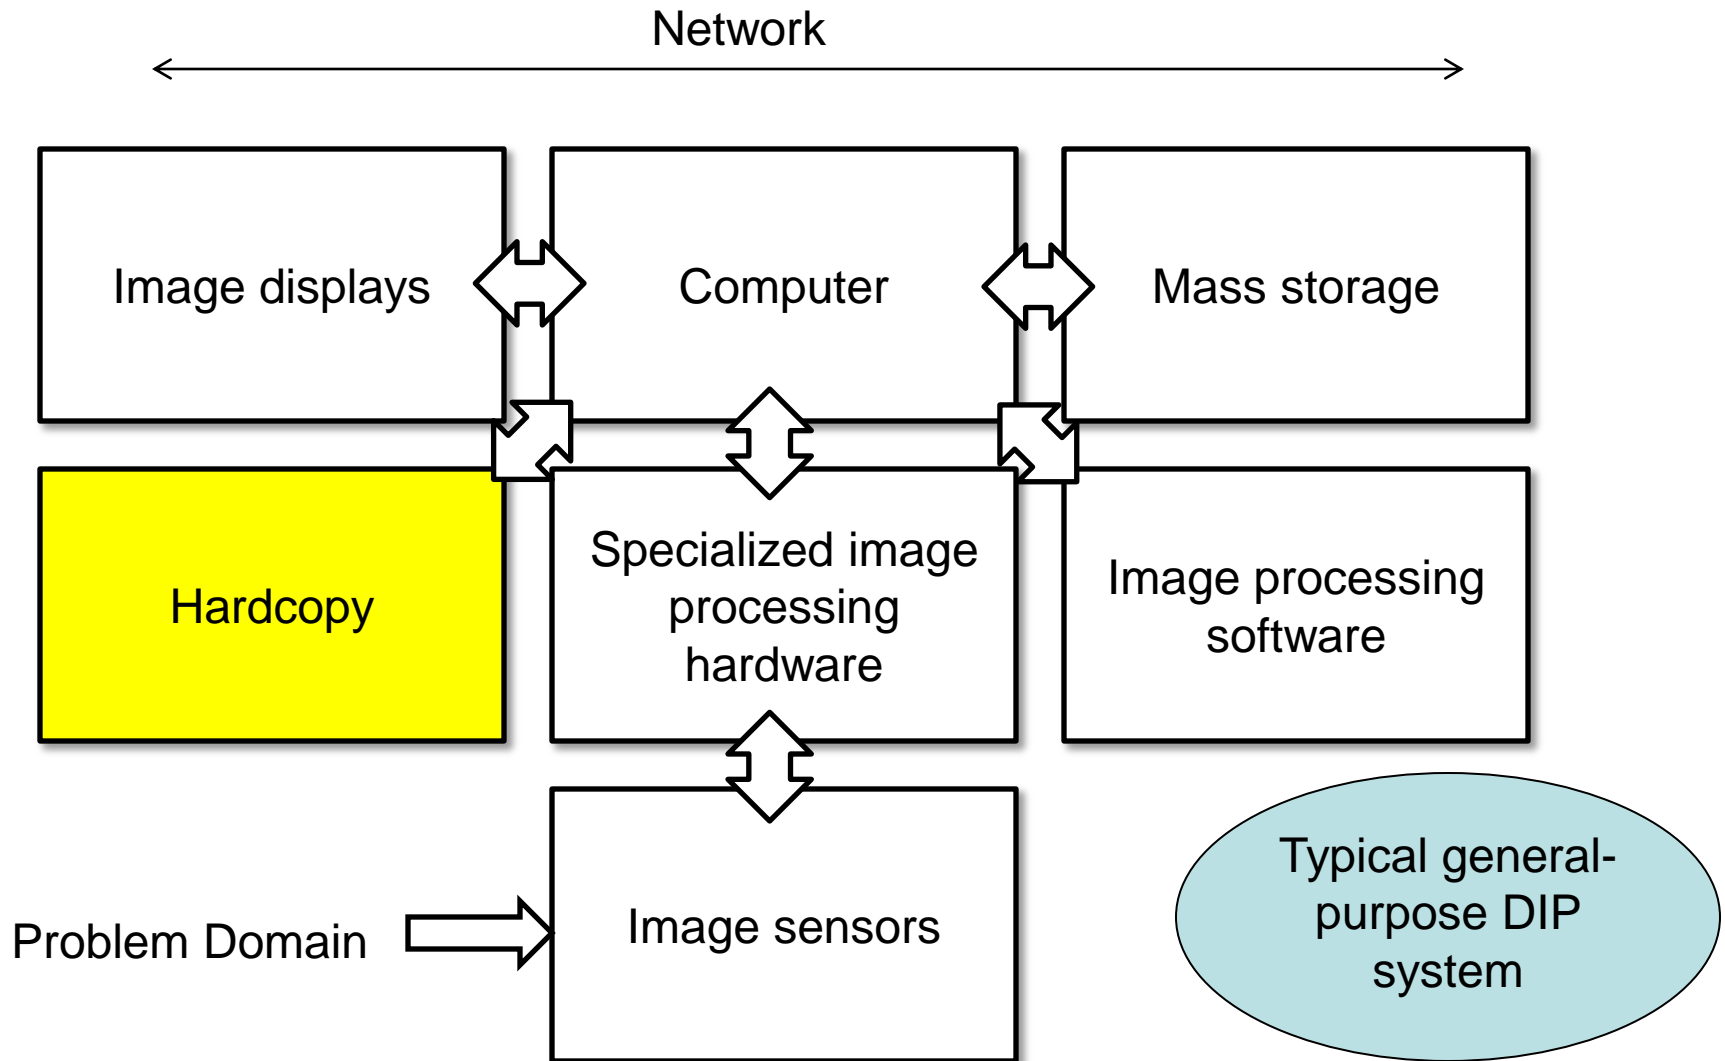 Network
Image displays
Computer
Mass storage
Hardcopy
Specialized image
processing
hardware
Image processing
software
Problem Domain
Image sensors
Typical general-
purpose DIP
system